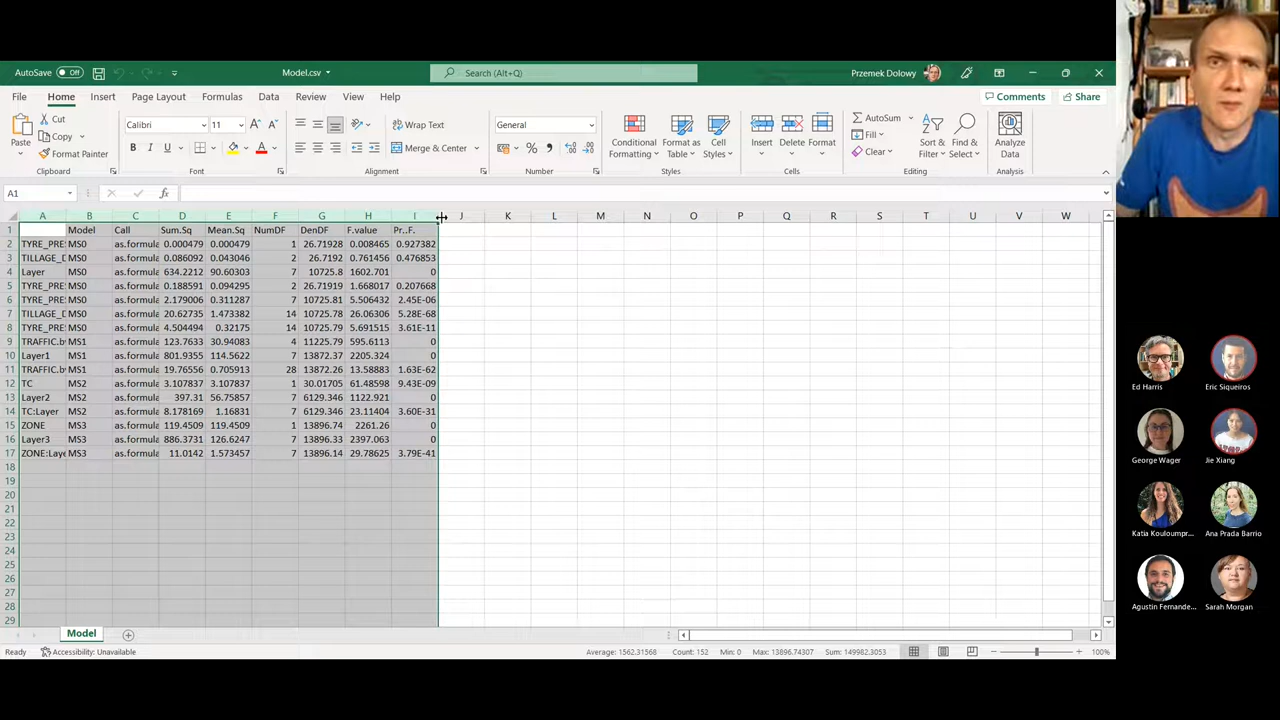 AutoSave Off Model.csv Search (Alt+Q) Przemek Dolowy
File Home Insert Page Layout Formulas Data Review View Help Comments Share
Paste Cut Copy Format Painter Clipboard
Calibri 11 A A B I U A Font
Wrap Text Merge & Center Alignment
General % Number
Conditional Formatting Format as Table Cell Styles Styles
Insert Delete Format Cells
AutoSum Fill Clear Sort & Filter Find & Select Editing
Analyze Data Analysis
A1 fx
A B C D E F G H I J K L M N O P Q R S T U V W
1 Model Call Sum.Sq Mean.Sq NumDF DenDF F.value Pr..F.
2 TYRE_PRES MS0 as.formula 0.000479 0.000479 1 26.71928 0.008465 0.927382
3 TILLAGE_D MS0 as.formula 0.086092 0.043046 2 26.7192 0.761456 0.476853
4 Layer MS0 as.formula 634.2212 90.60303 7 10725.8 1602.701 0
5 TYRE_PRES MS0 as.formula 0.188591 0.094295 2 26.71919 1.668017 0.207668
6 TYRE_PRES MS0 as.formula 2.179006 0.311287 7 10725.81 5.506432 2.45E-06
7 TILLAGE_D MS0 as.formula 20.62735 1.473382 14 10725.78 26.06306 5.28E-68
8 TYRE_PRES MS0 as.formula 4.504494 0.32175 14 10725.79 5.691515 3.61E-11
9 TRAFFIC.by MS1 as.formula 123.7633 30.94083 4 11225.79 595.6113 0
10 Layer1 MS1 as.formula 801.9355 114.5622 7 13872.37 2205.324 0
11 TRAFFIC.by MS1 as.formula 19.76556 0.705913 28 13872.26 13.58883 1.63E-62
12 TC MS2 as.formula 3.107837 3.107837 1 30.01705 61.48598 9.43E-09
13 Layer2 MS2 as.formula 397.31 56.75857 7 6129.346 1122.921 0
14 TC:Layer MS2 as.formula 8.178169 1.16831 7 6129.346 23.11404 3.60E-31
15 ZONE MS3 as.formula 119.4509 119.4509 1 13896.74 2261.26 0
16 Layer3 MS3 as.formula 886.3731 126.6247 7 13896.33 2397.063 0
17 ZONE:Laye MS3 as.formula 11.0142 1.573457 7 13896.14 29.78625 3.79E-41
18
19
20
21
22
23
24
25
26
27
28
29
Model
Ready Accessibility: Unavailable Average: 1562.31568 Count: 152 Min: 0 Max: 13896.74307 Sum: 149982.3053 100%
Ed Harris Eric Siqueiros
George Wager Jie Xiang
Katia Kouloumpr... Ana Prada Barrio
Agustin Fernande... Sarah Morgan